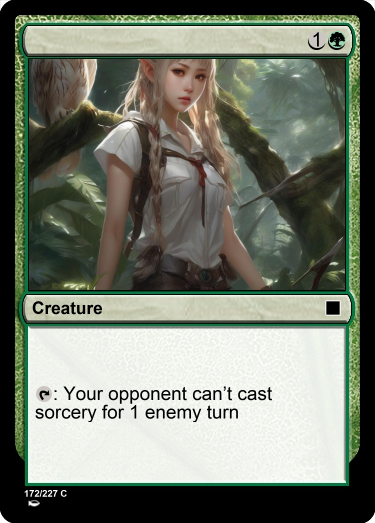 1
Creature
: Your opponent can't cast
sorcery for 1 enemy turn
172/227 C